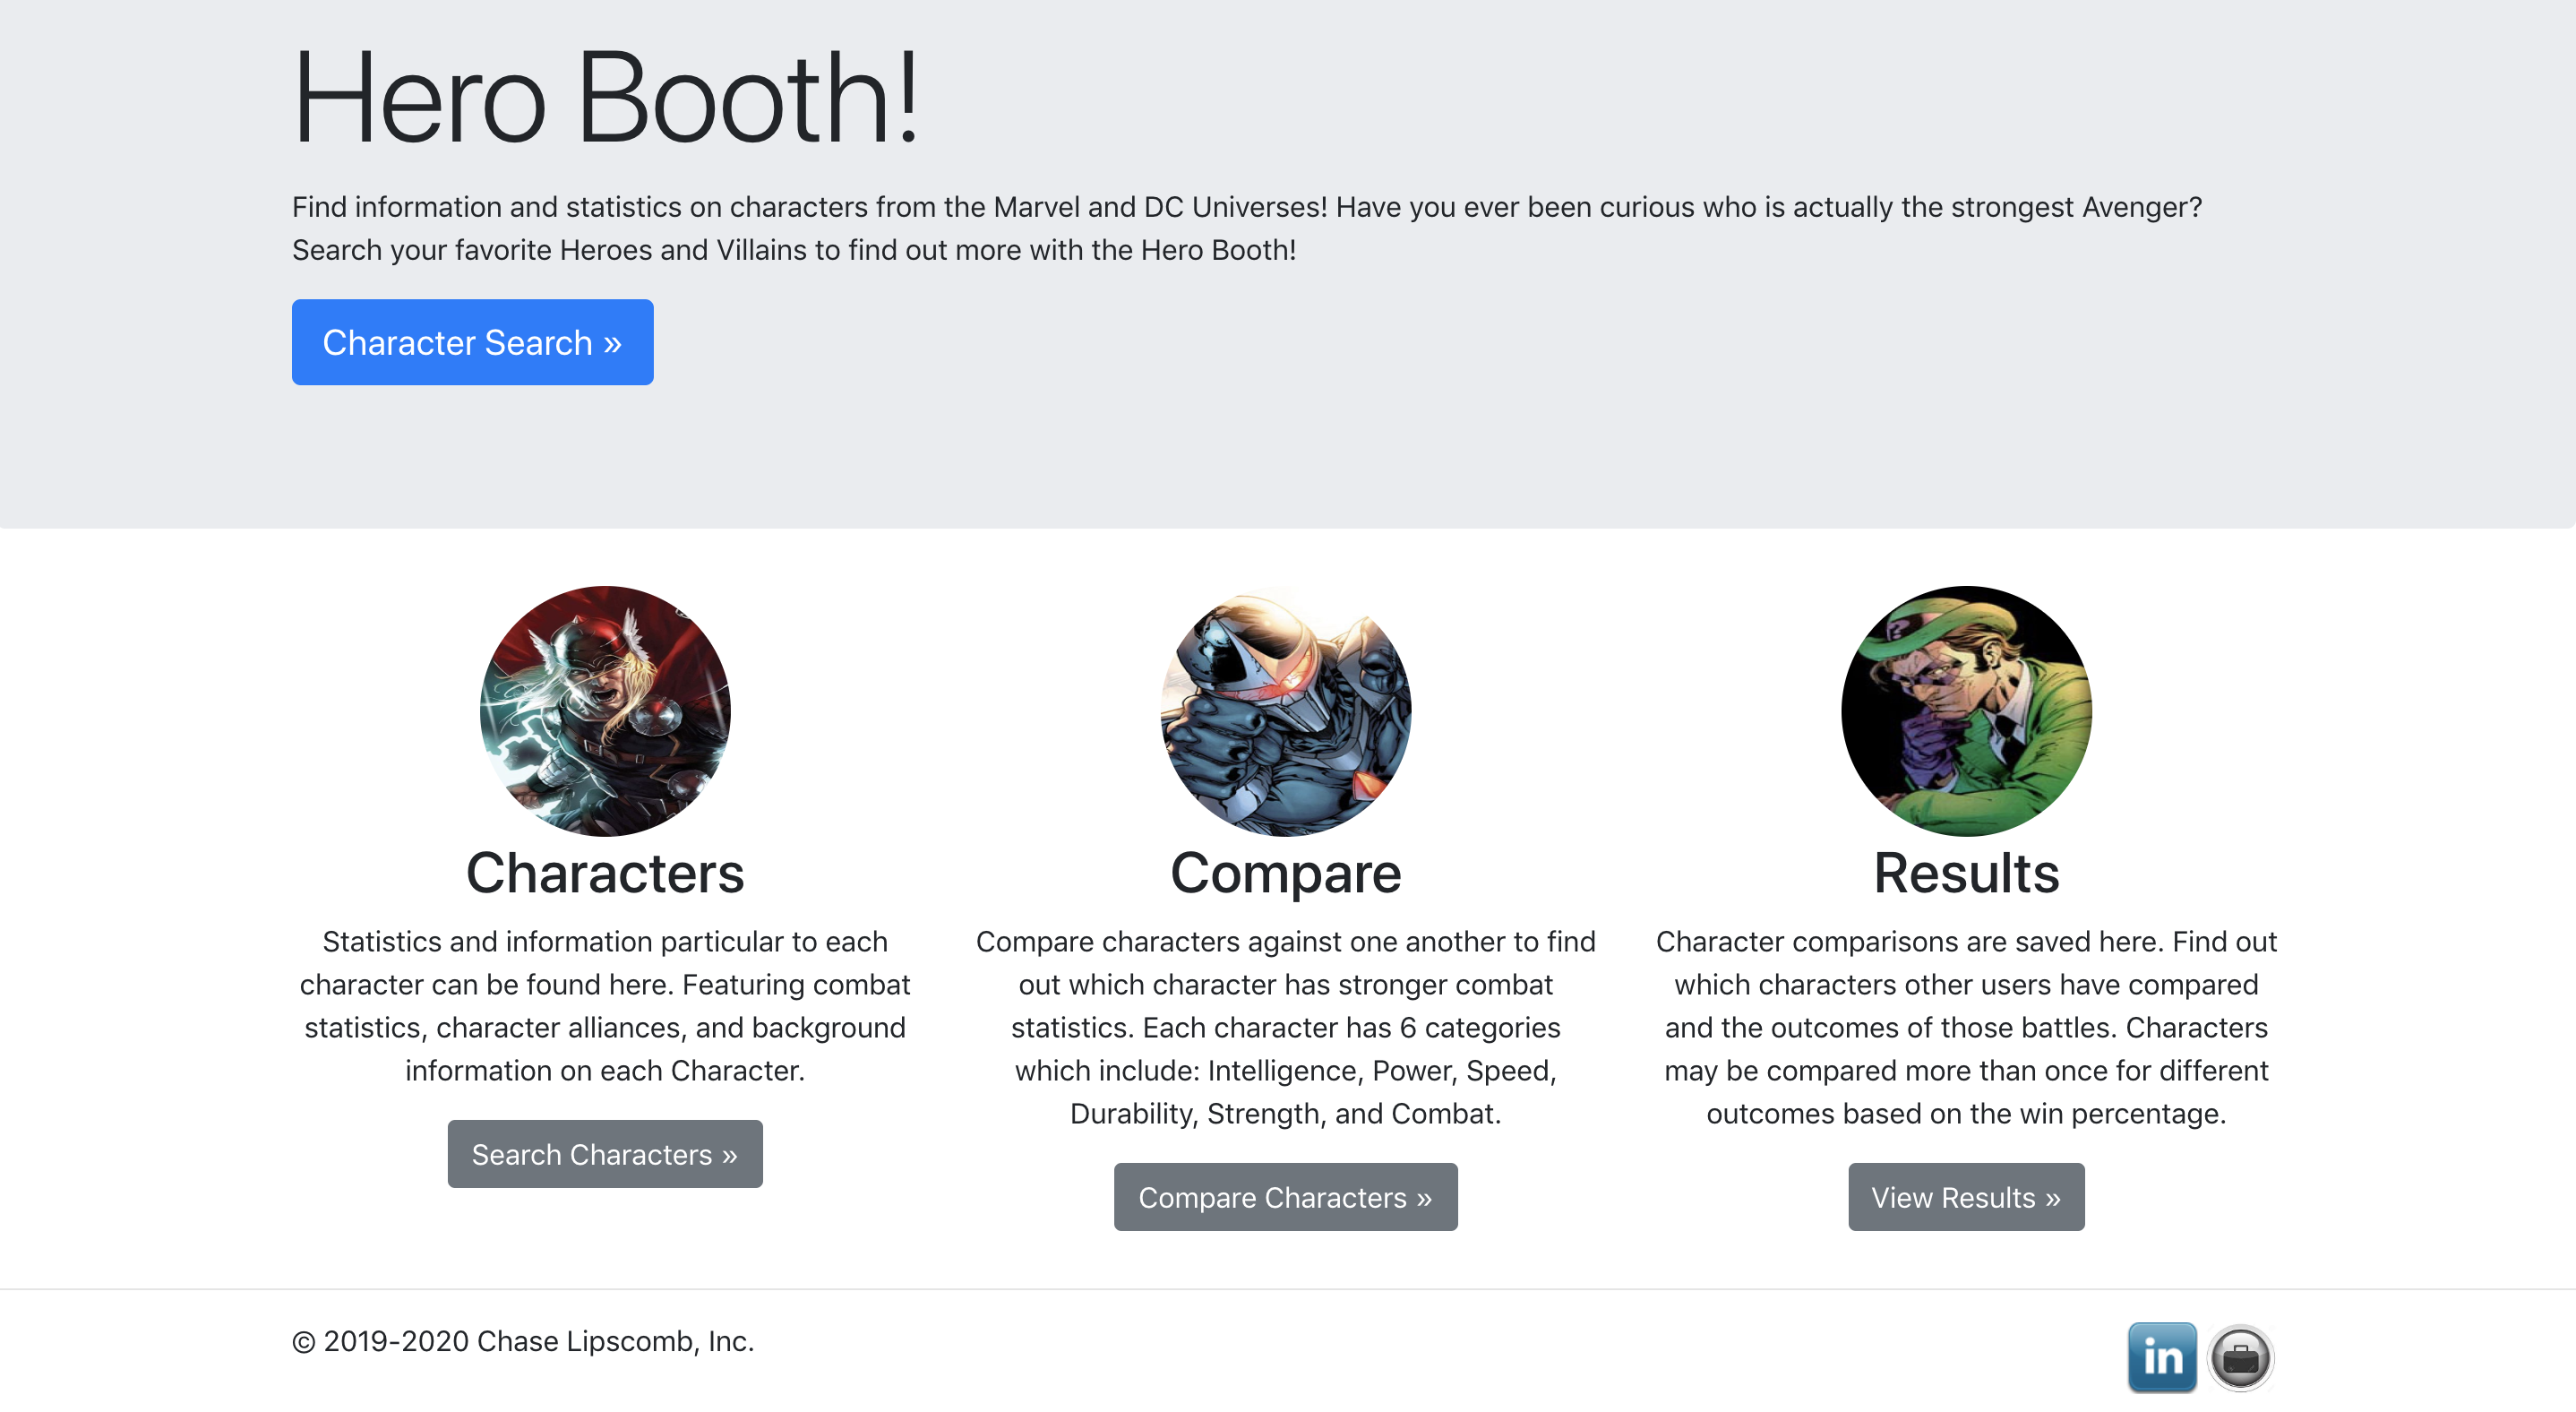 Hero Booth!
Find information and statistics on characters from the Marvel and DC Universes! Have you ever been curious who is actually the strongest Avenger?
Search your favorite Heroes and Villains to find out more with the Hero Booth!
Character Search »
Characters
Statistics and information particular to each
character can be found here. Featuring combat
statistics, character alliances, and background
information on each Character.
Search Characters »
Compare
Compare characters against one another to find
out which character has stronger combat
statistics. Each character has 6 categories
which include: Intelligence, Power, Speed,
Durability, Strength, and Combat.
Compare Characters »
Results
Character comparisons are saved here. Find out
which characters other users have compared
and the outcomes of those battles. Characters
may be compared more than once for different
outcomes based on the win percentage.
View Results »
© 2019-2020 Chase Lipscomb, Inc.
in